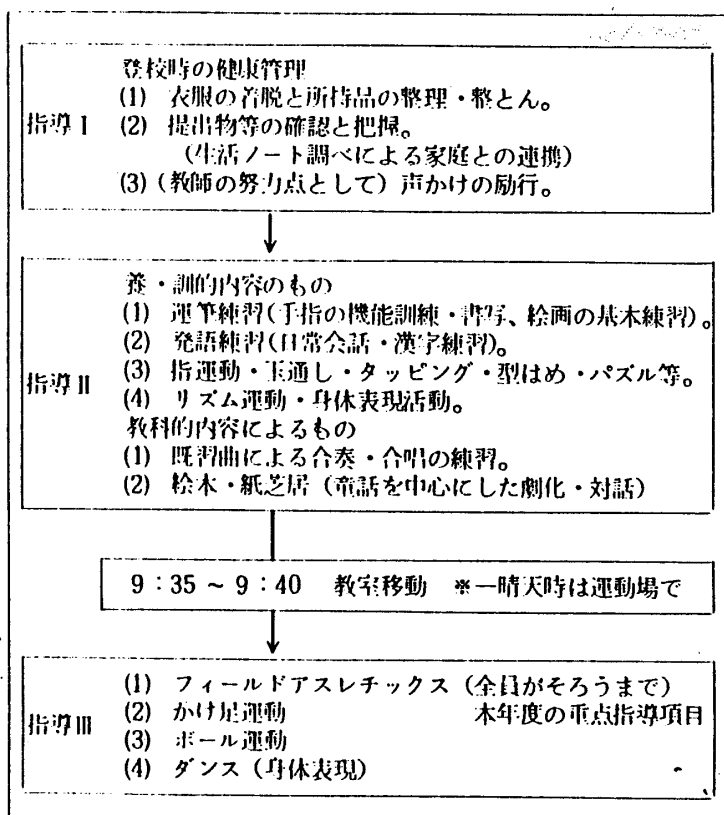 登校時の健康管理
指導Ⅰ
(1) 衣服の着脱と所持品の整理・整とん。
(2) 提出物等の確認と把握。
(生活ノート調べによる家庭との連携)
(3) (教師の努力点として) 声かけの励行。
養・訓的内容のもの
(1) 運筆練習(手指の機能訓練・書写、絵画の基本練習)。
(2) 発語練習(日常会話・漢字練習)。
指導Ⅱ
(3) 指運動・玉通し・タッピング・型はめ・パズル等。
(4) リズム運動・身体表現活動。
教科的内容によるもの
(1) 既習曲による合奏・合唱の練習。
(2) 絵本・紙芝居 (童話を中心にした劇化・対話)
9:35 ~ 9:40 教室移動 ※一晴天時は運動場で
(1) フィールドアスレチックス (全員がそろうまで)
指導Ⅲ
(2) かけ足運動 本年度の重点指導項目
(3) ボール運動
(4) ダンス (身体表現)